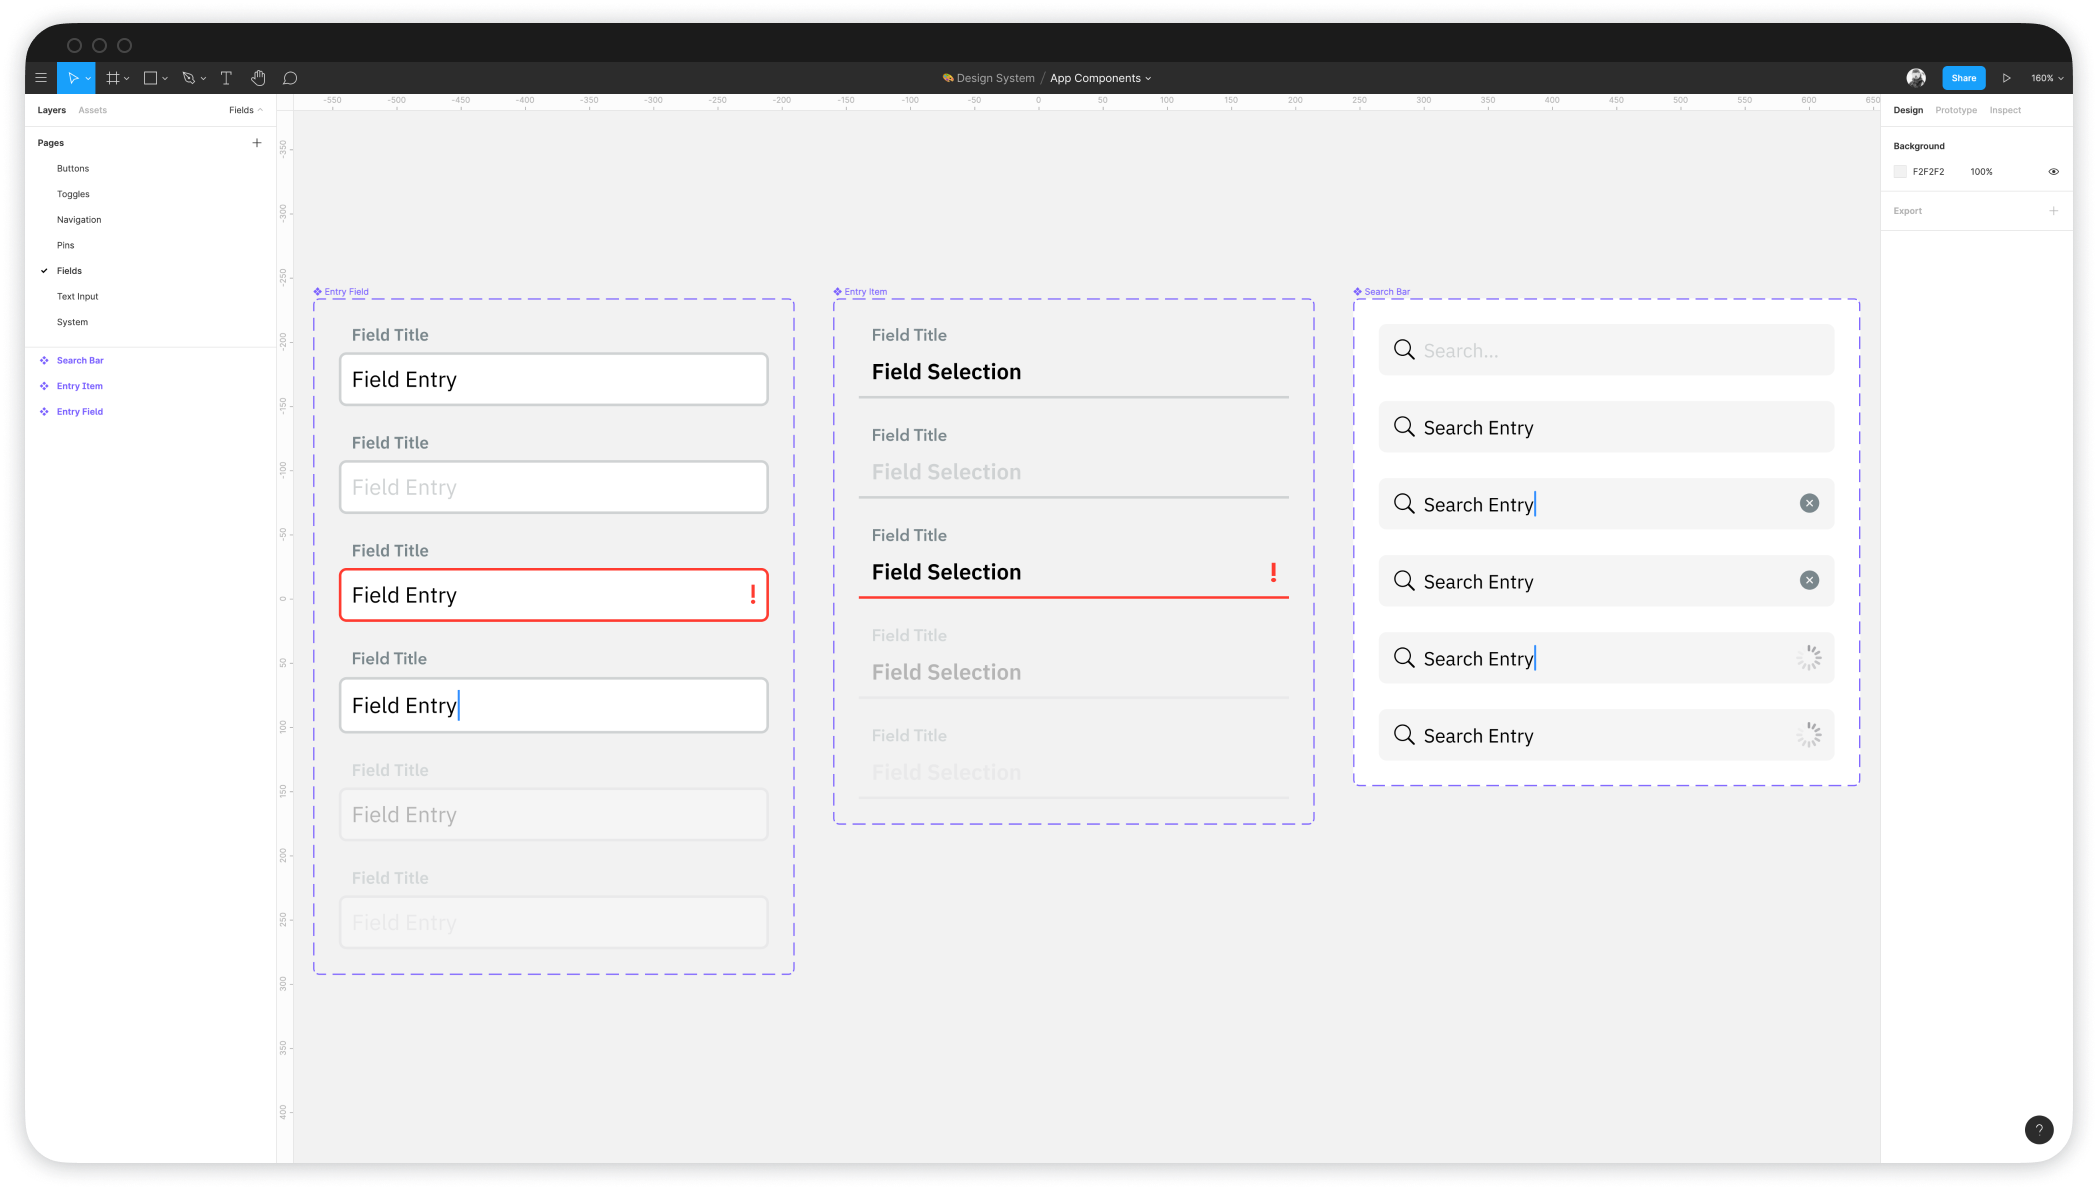 Design System / App Components
Share
160%
Layers Assets Fields
Pages
Buttons
Toggles
Navigation
Pins
Fields
Text Input
System
Search Bar
Entry Item
Entry Field
-550 -500 -450 -400 -350 -300 -250 -200 -150 -100 -50 0 50 100 150 200 250 300 350 400 450 500 550 600 650
-350
-300
-250
-200
-150
-100
-50
0
50
100
150
200
250
300
350
400
Entry Field
Field Title
Field Entry
Field Title
Field Entry
Field Title
Field Entry !
Field Title
Field Entry
Field Title
Field Entry
Field Title
Field Entry
Entry Item
Field Title
Field Selection
Field Title
Field Selection
Field Title
Field Selection !
Field Title
Field Selection
Field Title
Field Selection
Search Bar
Search...
Search Entry
Search Entry
Search Entry
Search Entry
Search Entry
Design Prototype Inspect
Background
F2F2F2 100%
Export
?